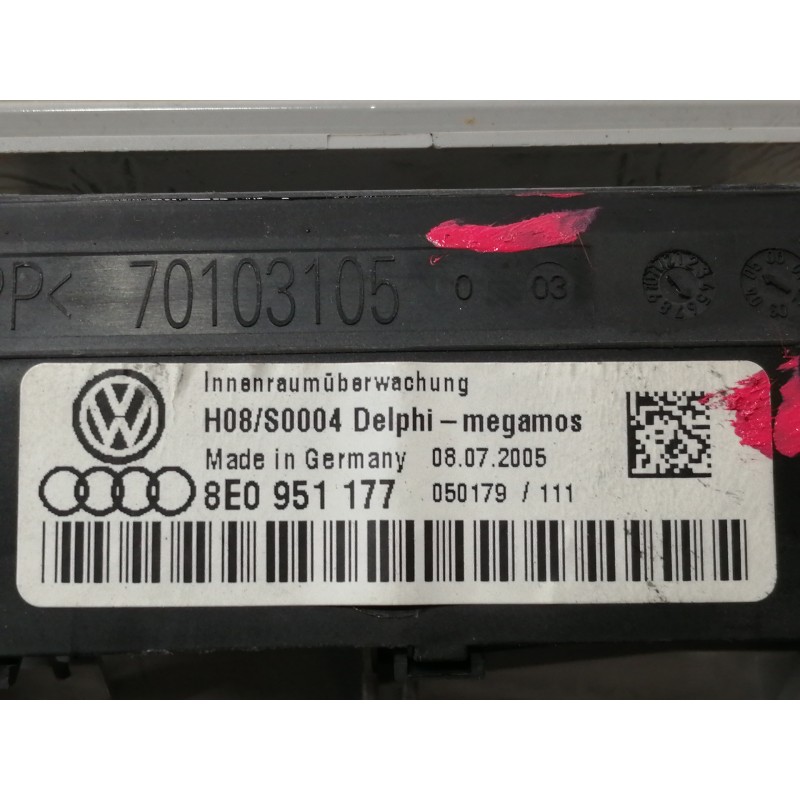 PP< 70103105 0 03
Innenraumüberwachung
H08/S0004 Delphi-megamos
Made in Germany 08.07.2005
8E0 951 177 050179 / 111